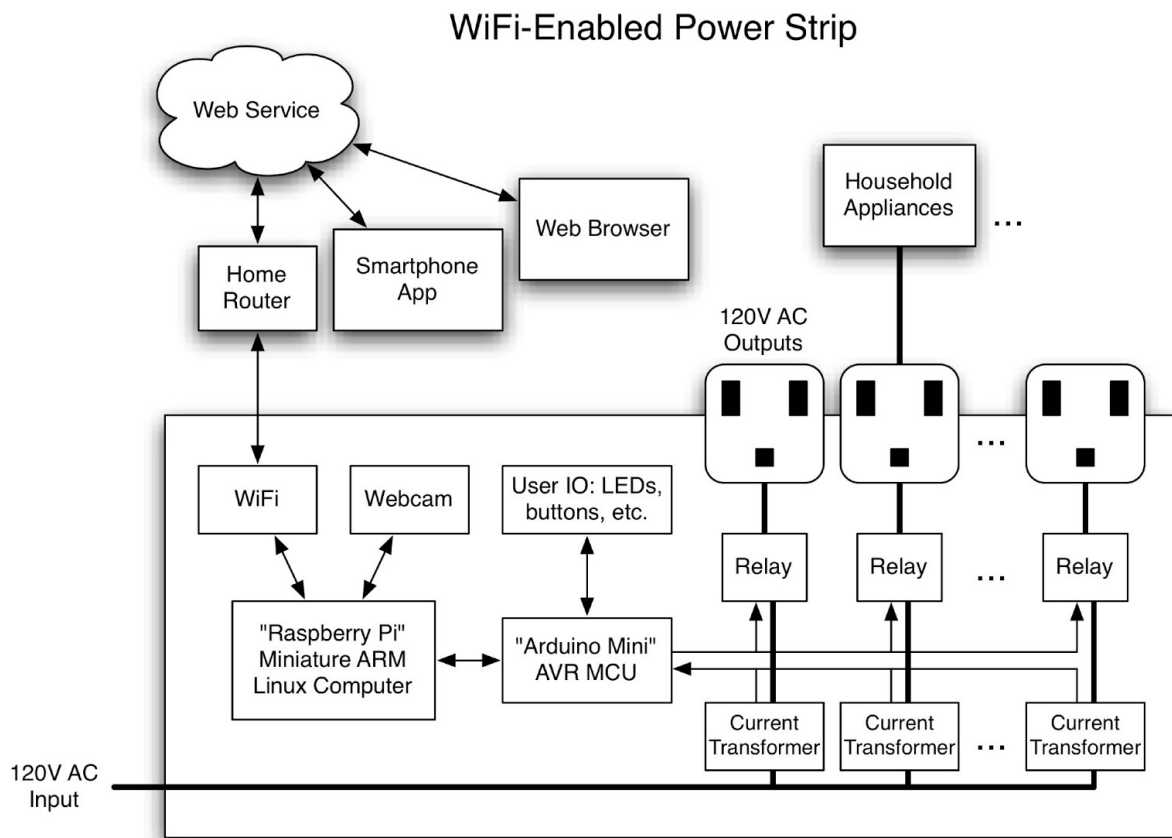 WiFi-Enabled Power Strip
Web Service
Web Browser
Household
Appliances
...
Home
Router
Smartphone
App
120V AC
Outputs
...
WiFi
Webcam
User IO: LEDs,
buttons, etc.
Relay
Relay
...
Relay
"Raspberry Pi"
Miniature ARM
Linux Computer
"Arduino Mini"
AVR MCU
Current
Transformer
Current
Transformer
...
Current
Transformer
120V AC
Input